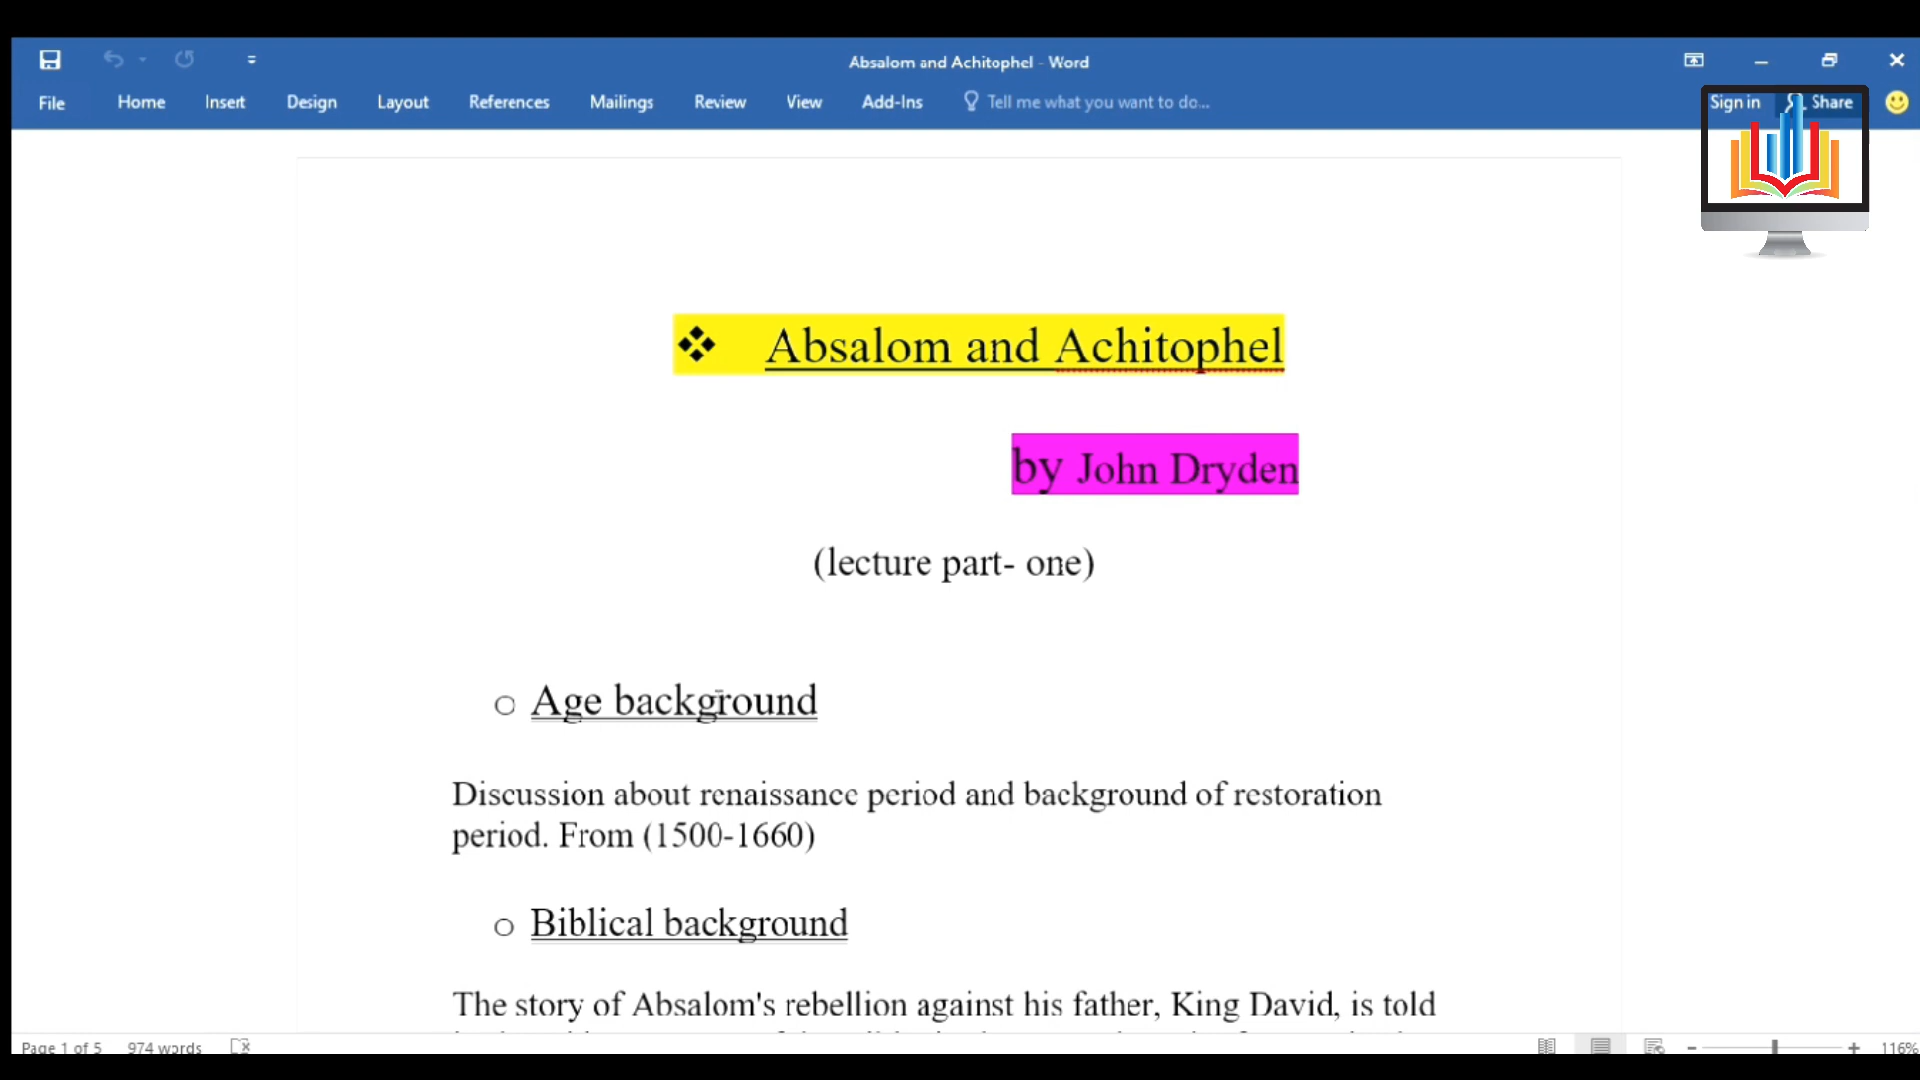 Absalom and Achitophel - Word
File Home Insert Design Layout References Mailings Review View Add-Ins Tell me what you want to do... Sign in Share
❖ Absalom and Achitophel
by John Dryden
(lecture part- one)
o Age background
Discussion about renaissance period and background of restoration
period. From (1500-1660)
o Biblical background
The story of Absalom's rebellion against his father, King David, is told
Page 1 of 5 974 words 116%